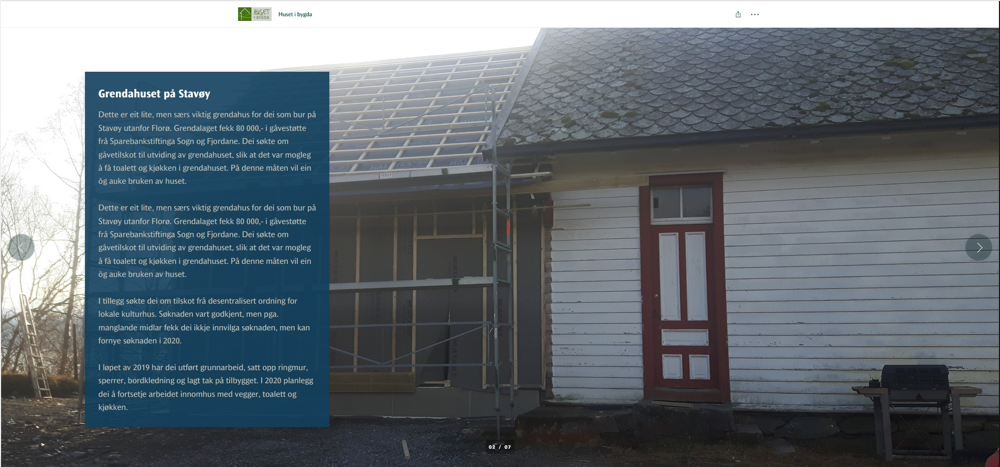 HUSET
I BYGDA
Huset i bygda
Grendahuset på Stavøy
Dette er eit lite, men særs viktig grendahus for dei som bur på
Stavøy utanfor Florø. Grendalaget fekk 80 000,- i gåvestøtte
frå Sparebankstiftinga Sogn og Fjordane. Dei søkte om
gåvetilskot til utviding av grendahuset, slik at det var mogleg
å få toalett og kjøkken i grendahuset. På denne måten vil ein
òg auke bruken av huset.
Dette er eit lite, men særs viktig grendahus for dei som bur på
Stavøy utanfor Florø. Grendalaget fekk 80 000,- i gåvestøtte
frå Sparebankstiftinga Sogn og Fjordane. Dei søkte om
gåvetilskot til utviding av grendahuset, slik at det var mogleg
å få toalett og kjøkken i grendahuset. På denne måten vil ein
òg auke bruken av huset.
I tillegg søkte dei om tilskot frå desentralisert ordning for
lokale kulturhus. Søknaden vart godkjent, men pga.
manglande midlar fekk dei ikkje innvilga søknaden, men kan
fornye søknaden i 2020.
I løpet av 2019 har dei utført grunnarbeid, satt opp ringmur,
sperrer, bordkledning og lagt tak på tilbygget. I 2020 planlegg
dei å fortsetje arbeidet innomhus med vegger, toalett og
kjøkken.
02 / 07